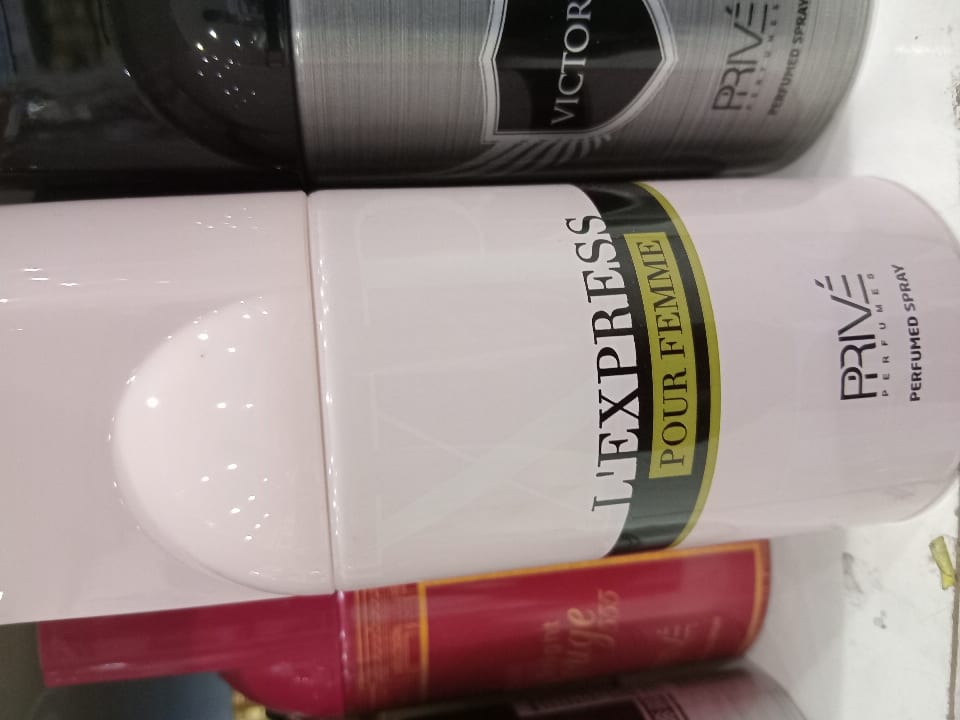 VICTOR
PRIVÉ
PERFUMES
PERFUMED SPRAY
L'EXPRESS
POUR FEMME
PRIVÉ
PERFUMES
PERFUMED SPRAY